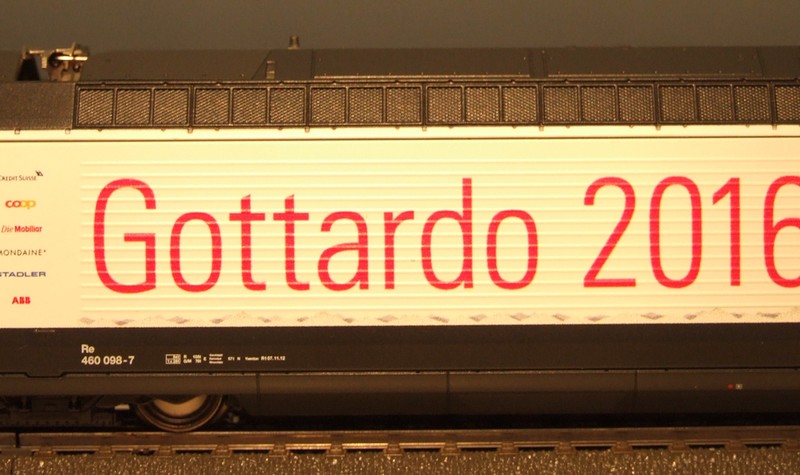 CREDIT SUISSE
coop
Die Mobiliar
MONDAINE
STADLER
ABB
Gottardo 2016
Re
460 098-7